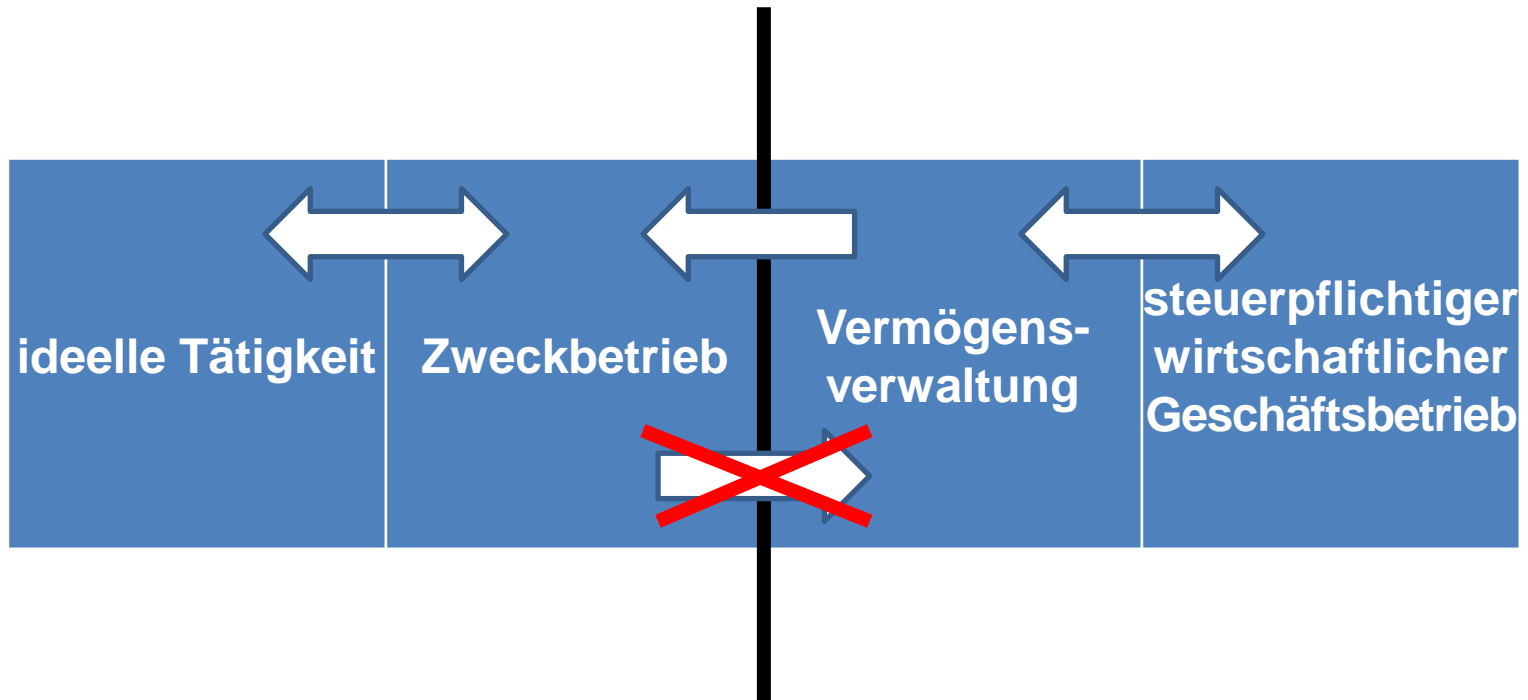 ideelle Tätigkeit
Zweckbetrieb
Vermögens-
verwaltung
steuerpflichtiger
wirtschaftlicher
Geschäftsbetrieb